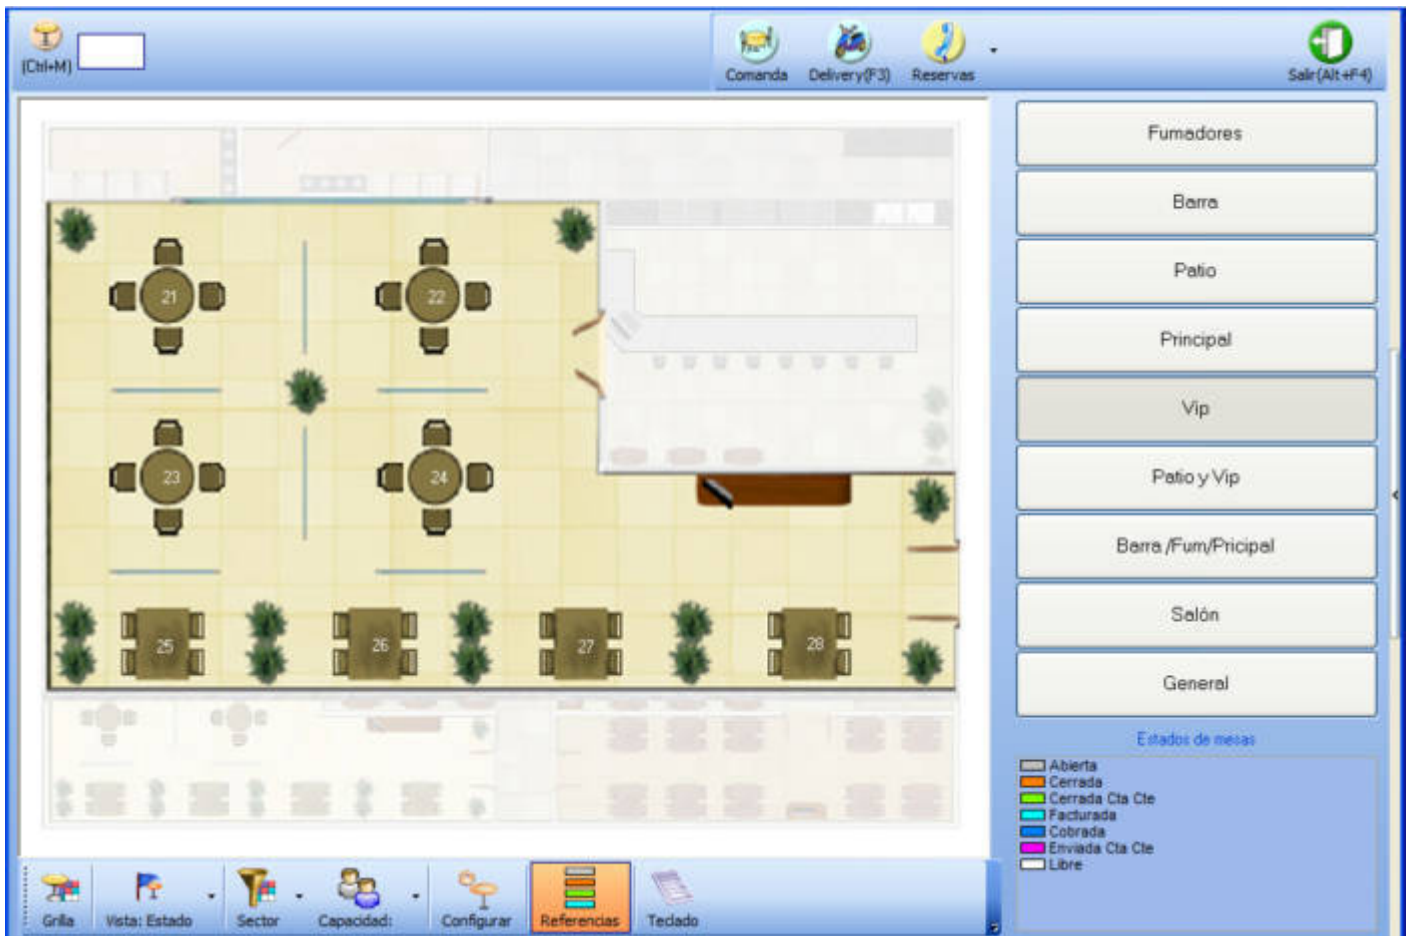 (Ctrl+M)
Comanda
Delivery(F3)
Reservas
Salir(Alt+F4)
Fumadores
Barra
Patio
Principal
Vip
Patio y Vip
Barra /Fum/Pricipal
Salón
General
21
22
23
24
25
26
27
28
Estados de mesas
Abierta
Cerrada
Cerrada Cta Cte
Facturada
Cobrada
Enviada Cta Cte
Libre
Grilla
Vista: Estado
Sector
Capacidad:
Configurar
Referencias
Teclado